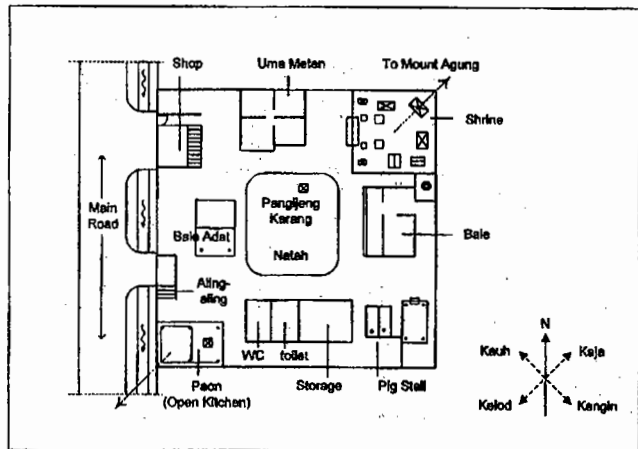 Shop
Uma Meten
To Mount Agung
Shrine
Main
Road
Pangijeng
Karang
Bale Adat
Natah
Bale
Aling-
aling
WC
toilet
Paon
(Open Kitchen)
Storage
Pig Stall
N
Kauh
Kaja
Kelod
Kangin